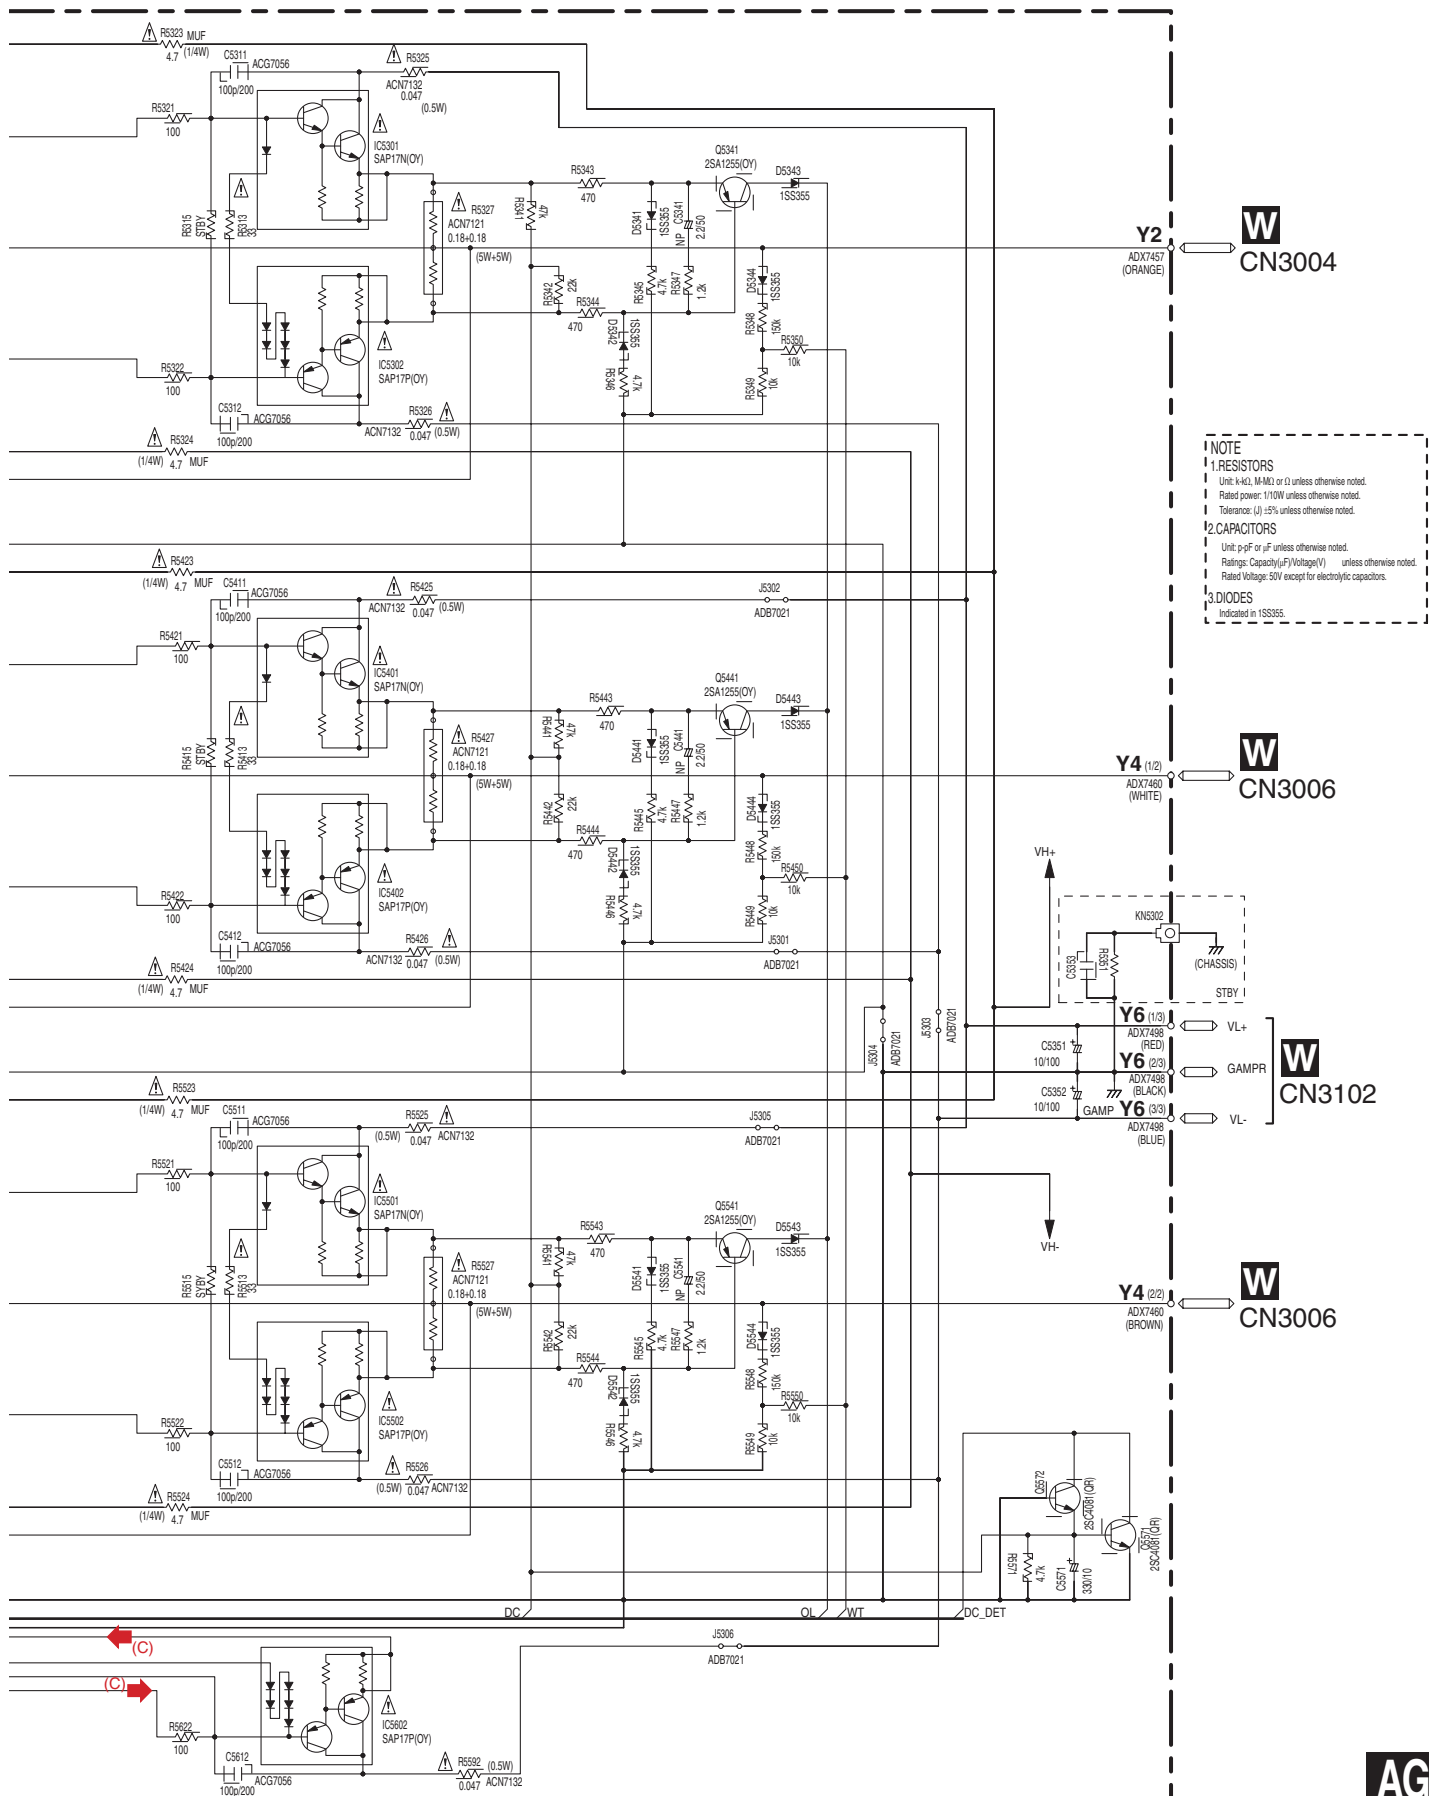 R5323 MUF
4.7 (1/4W)
C5311
ACG7056
100p/200
R5325
ACN7132
0.047
(0.5W)
R5321
100
IC5301
SAP17N(OY)
R5315
STBY
R5313
33
R5327
ACN7121
0.18+0.18
(5W+5W)
R5341
47k
R5343
470
Q5341
2SA1255(OY)
D5343
1SS355
D5341
1SS355
C5341
NP
2.2/50
R5342
22k
R5344
470
R5345
4.7k
R5347
1.2k
D5344
1SS355
R5348
150k
R5350
10k
D5342
1SS355
R5346
4.7k
R5349
10k
IC5302
SAP17P(OY)
R5322
100
C5312
ACG7056
100p/200
R5326
ACN7132
0.047 (0.5W)
R5324
(1/4W) 4.7 MUF
Y2
ADX7457
(ORANGE)
W
CN3004
NOTE
1.RESISTORS
Unit: k-kΩ, M-MΩ or Ω unless otherwise noted.
Rated power: 1/10W unless otherwise noted.
Tolerance: (J) ±5% unless otherwise noted.
2.CAPACITORS
Unit: p-pF or μF unless otherwise noted.
Ratings: Capacity(μF)/Voltage(V) unless otherwise noted.
Rated Voltage: 50V except for electrolytic capacitors.
3.DIODES
Indicated in 1SS355.
R5423
(1/4W) 4.7 MUF
C5411
ACG7056
100p/200
R5425
ACN7132 0.047 (0.5W)
J5302
ADB7021
R5421
100
IC5401
SAP17N(OY)
R5415
STBY
R5413
33
R5427
ACN7121
0.18+0.18
(5W+5W)
R5441
47k
R5443
470
Q5441
2SA1255(OY)
D5443
1SS355
D5441
1SS355
C5441
NP
2.2/50
R5442
22k
R5444
470
R5445
4.7k
R5447
1.2k
D5444
1SS355
R5448
150k
R5450
10k
D5442
1SS355
R5446
4.7k
R5449
10k
IC5402
SAP17P(OY)
R5422
100
C5412
ACG7056
100p/200
R5426
ACN7132 0.047 (0.5W)
J5301
ADB7021
R5424
(1/4W) 4.7 MUF
Y4 (1/2)
ADX7460
(WHITE)
W
CN3006
VH+
KN5302
C5353
R5351
(CHASSIS)
STBY
J5304
ADB7021
J5303
ADB7021
C5351
10/100
C5352
10/100
GAMP
Y6 (1/3)
ADX7498
(RED)
VL+
Y6 (2/3)
ADX7498
(BLACK)
GAMPR
Y6 (3/3)
ADX7498
(BLUE)
VL-
W
CN3102
VH-
R5523
(1/4W) 4.7 MUF
C5511
ACG7056
100p/200
R5525
(0.5W) 0.047 ACN7132
J5305
ADB7021
R5521
100
IC5501
SAP17N(OY)
R5515
SYBY
R5513
33
R5527
ACN7121
0.18+0.18
(5W+5W)
R5541
47k
R5543
470
Q5541
2SA1255(OY)
D5543
1SS355
D5541
1SS355
C5541
NP
2.2/50
R5542
22k
R5544
470
R5545
4.7k
R5547
1.2k
D5544
1SS355
R5548
150k
R5550
10k
D5542
1SS355
R5546
4.7k
R5549
10k
IC5502
SAP17P(OY)
R5522
100
C5512
ACG7056
100p/200
R5526
(0.5W) 0.047 ACN7132
R5524
(1/4W) 4.7 MUF
Y4 (2/2)
ADX7460
(BROWN)
W
CN3006
Q5572
2SC4081(QR)
Q5571
2SC4081(QR)
R5571
4.7k
C5571
330/10
DC
OL
WT
DC_DET
(C)
(C)
J5306
ADB7021
IC5602
SAP17P(OY)
R5622
100
C5612
ACG7056
100p/200
R5592 (0.5W)
0.047 ACN7132
AG